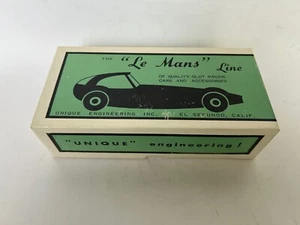 THE "Le Mans" Line
OF QUALITY SLOT RACING
CARS AND ACCESSORIES
UNIQUE ENGINEERING INC. EL SEGUNDO, CALIF
"UNIQUE" engineering!